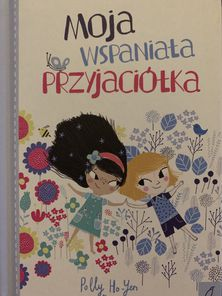 MOJA
WSPANIAŁA
PRZYJACIÓŁKA
Polly Ho-Yen